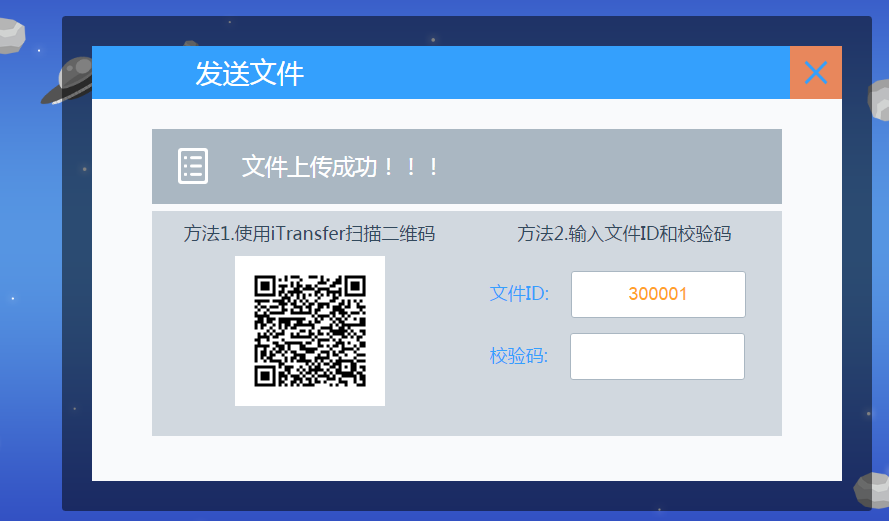 发送文件
文件上传成功！！！
方法1.使用iTransfer扫描二维码
方法2.输入文件ID和校验码
文件ID:
300001
校验码: